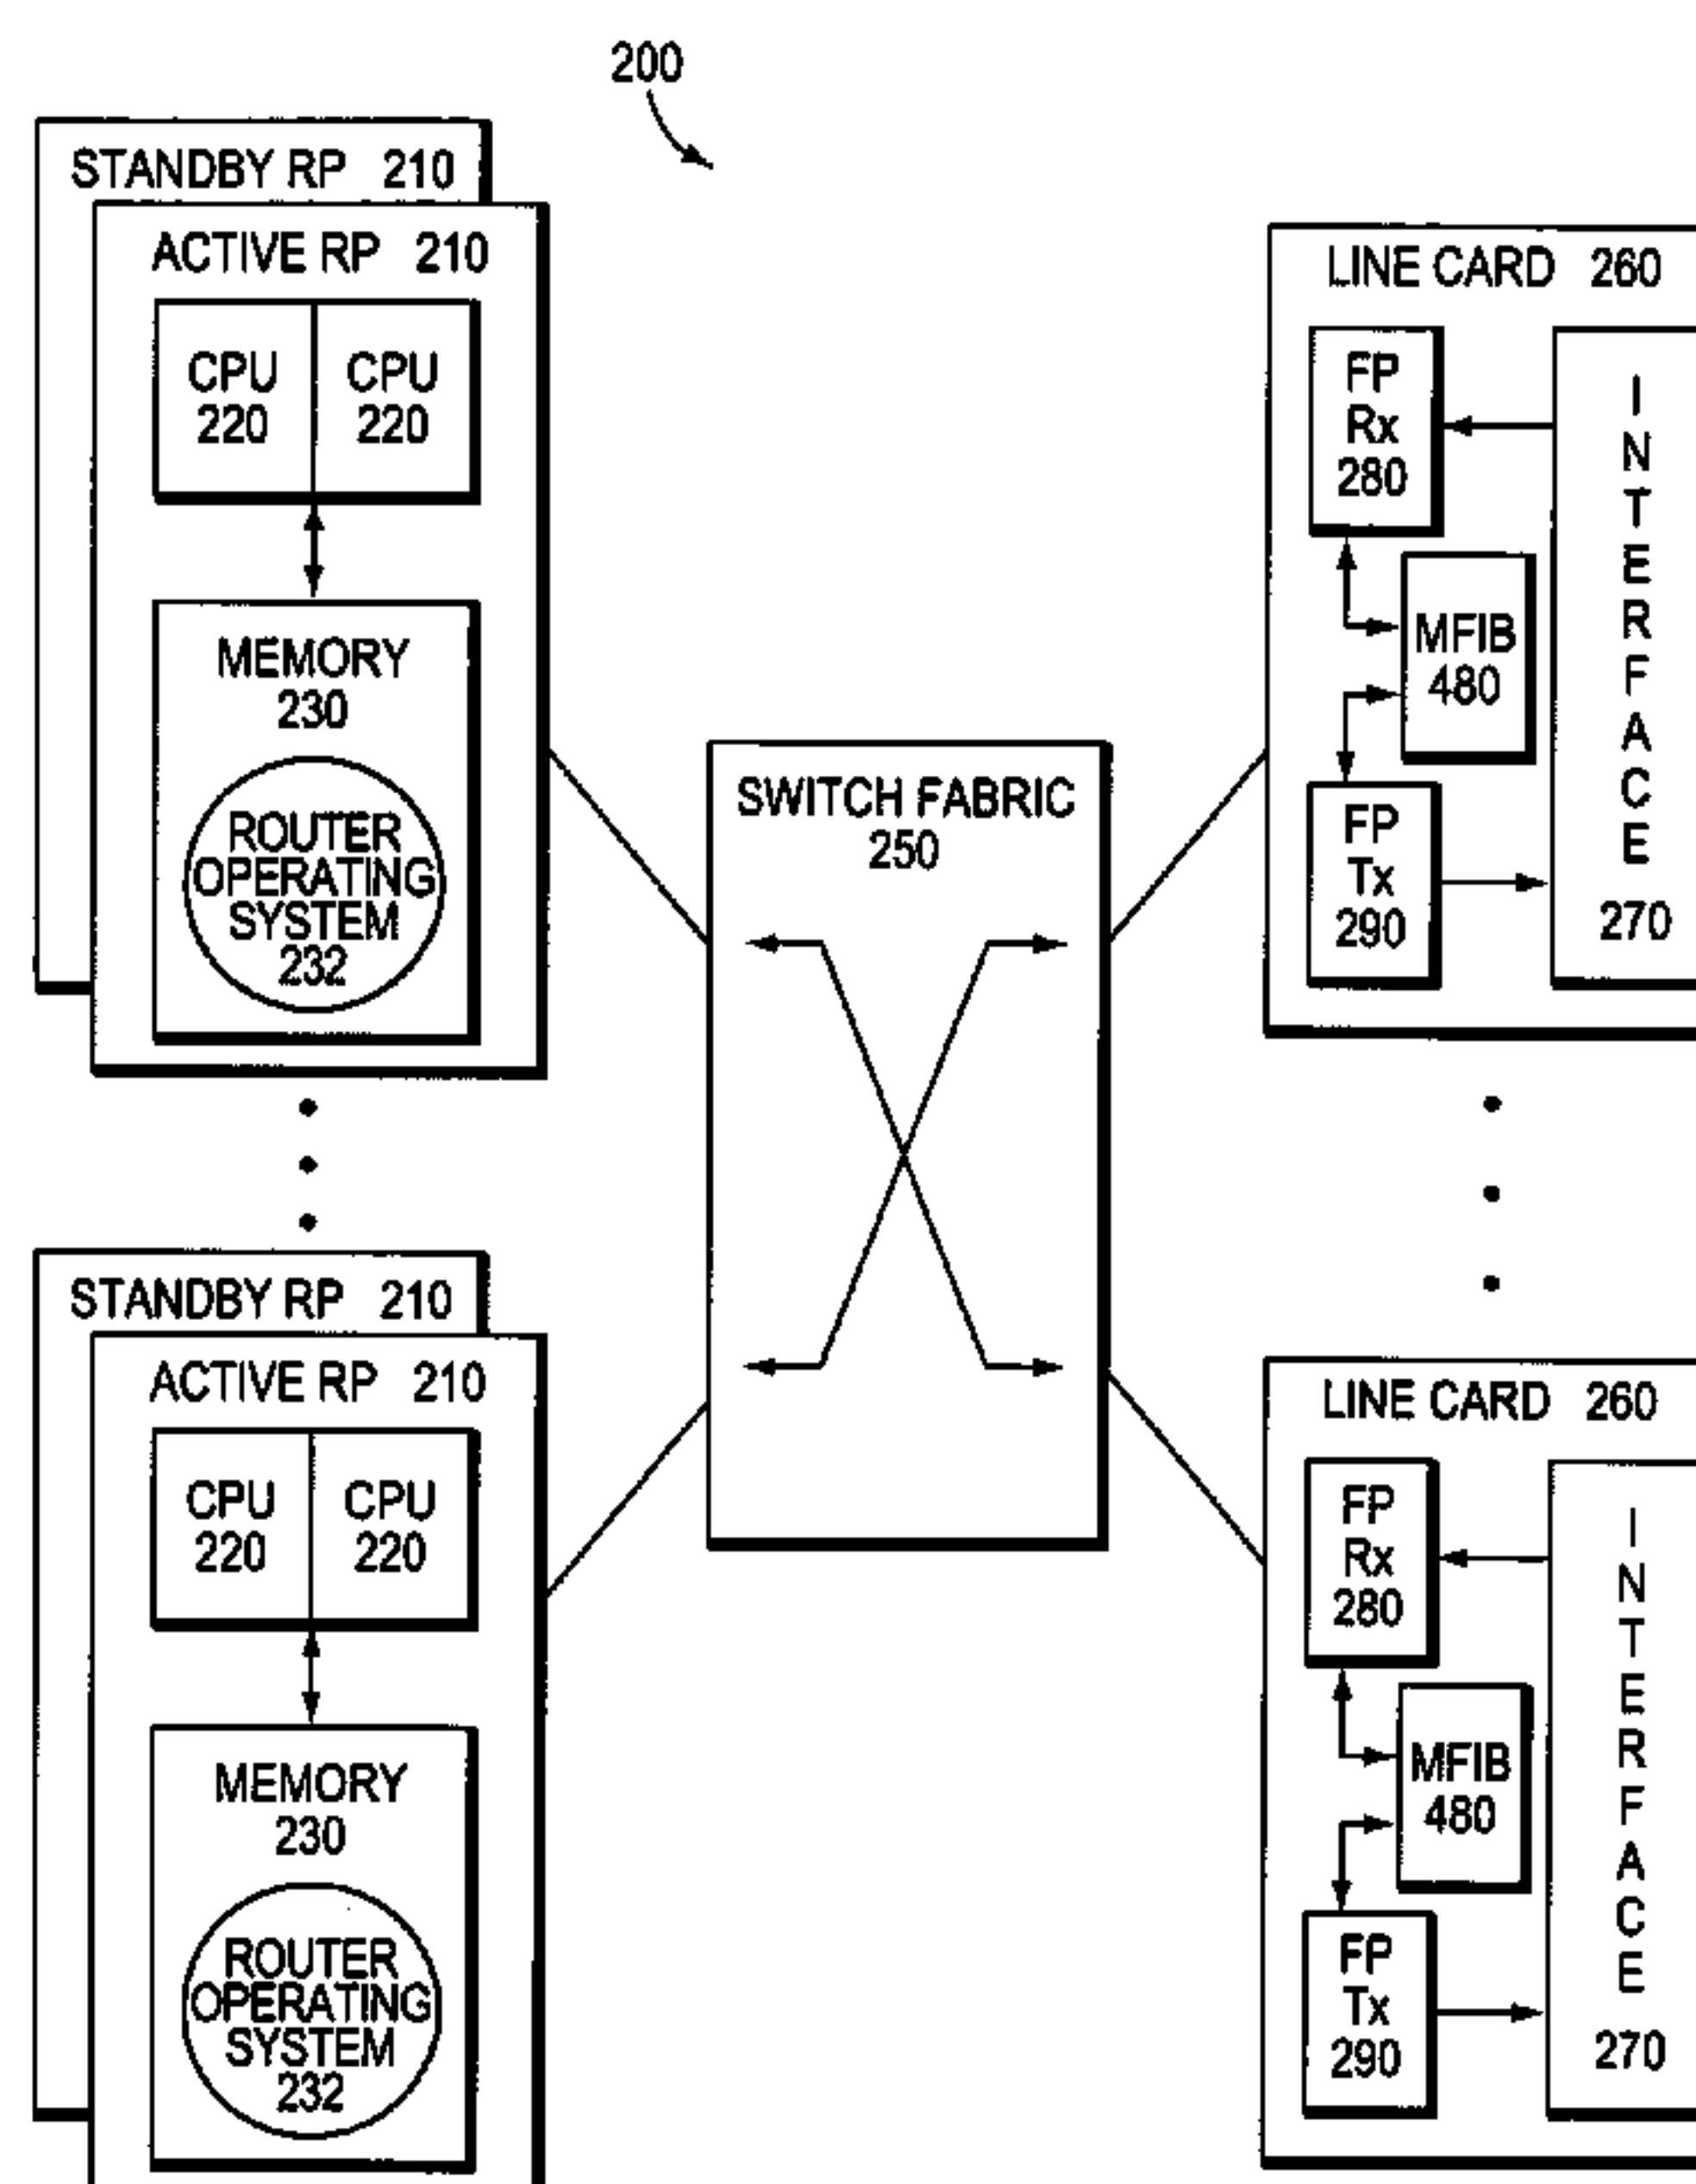 200
STANDBY RP 210
ACTIVE RP 210
CPU
220
CPU
220
MEMORY
230
ROUTER
OPERATING
SYSTEM
232
STANDBY RP 210
ACTIVE RP 210
CPU
220
CPU
220
MEMORY
230
ROUTER
OPERATING
SYSTEM
232
SWITCH FABRIC
250
LINE CARD 260
FP
Rx
280
MFIB
480
FP
Tx
290
INTERFACE
270
LINE CARD 260
FP
Rx
280
MFIB
480
FP
Tx
290
INTERFACE
270